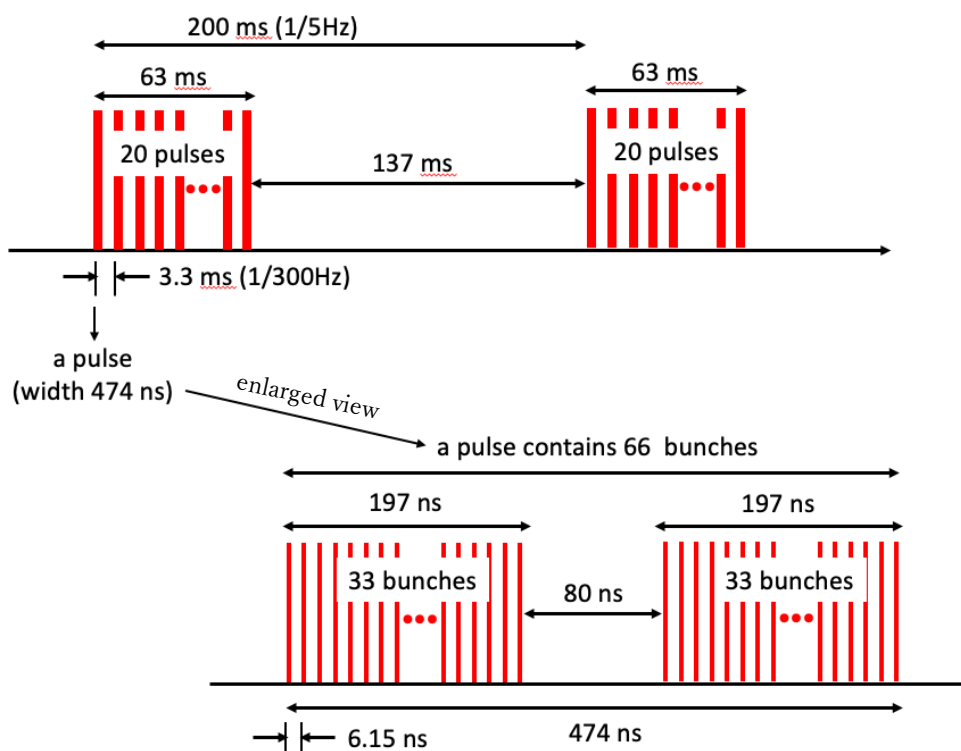 200 ms (1/5Hz)
63 ms
63 ms
20 pulses
137 ms
20 pulses
3.3 ms (1/300Hz)
a pulse
(width 474 ns)
enlarged view
a pulse contains 66 bunches
197 ns
197 ns
33 bunches
80 ns
33 bunches
6.15 ns
474 ns